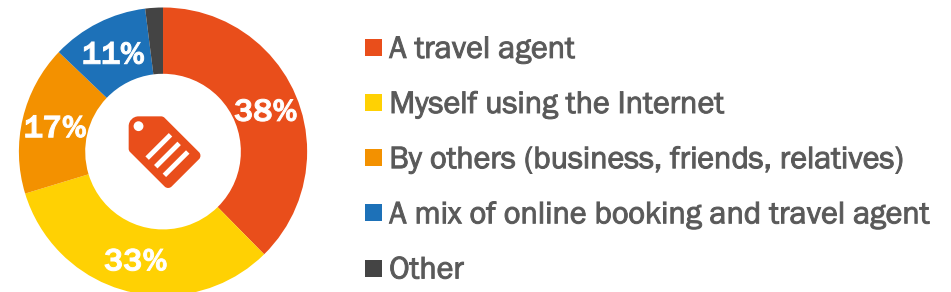 11%
38%
17%
33%
A travel agent
Myself using the Internet
By others (business, friends, relatives)
A mix of online booking and travel agent
Other